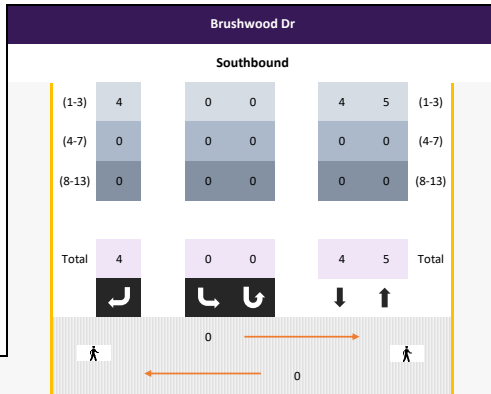 Brushwood Dr
Southbound
(1-3) 4 0 0 4 5 (1-3)
(4-7) 0 0 0 0 0 (4-7)
(8-13) 0 0 0 0 0 (8-13)
Total 4 0 0 4 5 Total
0
0